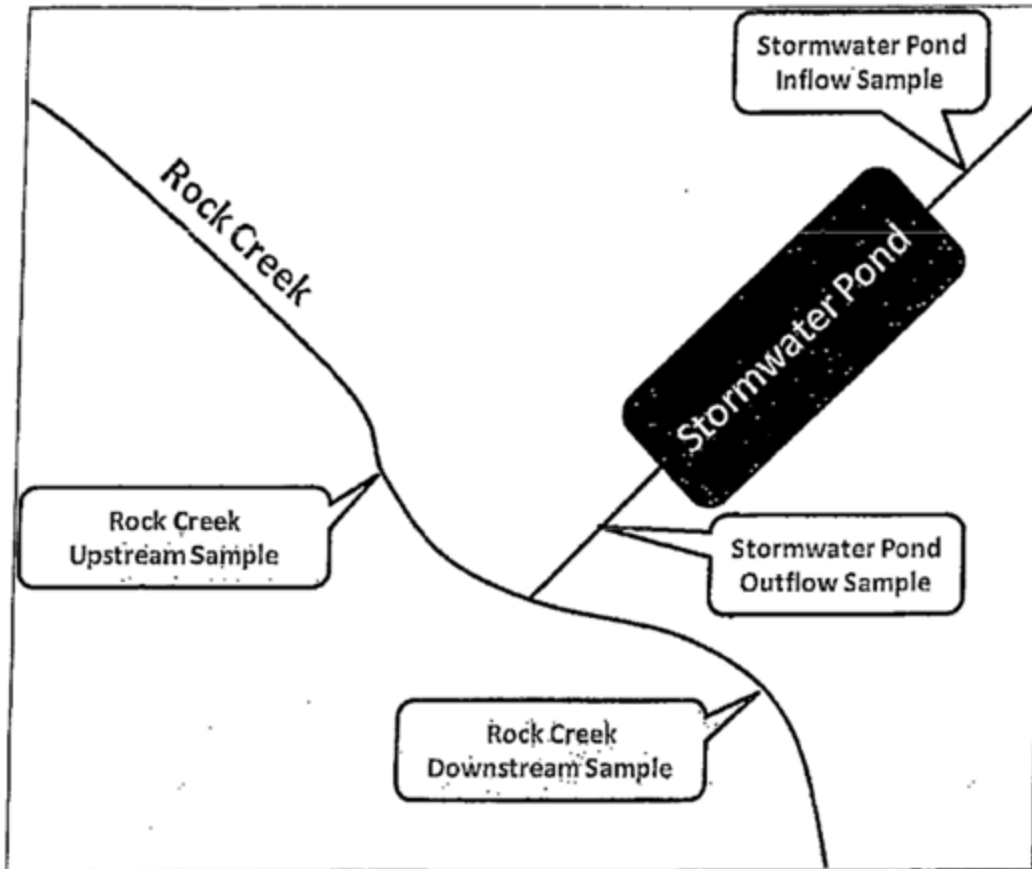 Stormwater Pond
Inflow Sample
Rock Creek
Stormwater Pond
Rock Creek
Upstream Sample
Stormwater Pond
Outflow Sample
Rock Creek
Downstream Sample